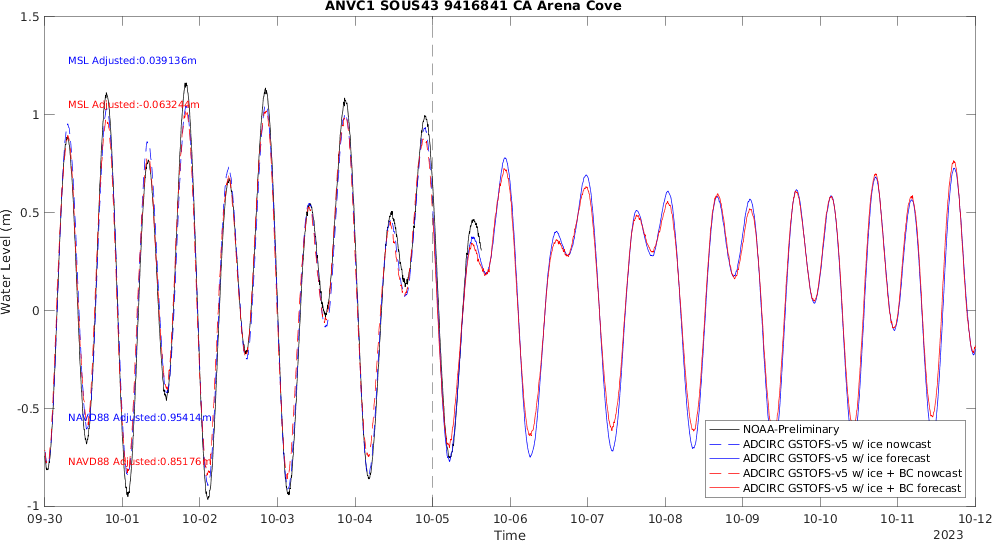 ANVC1 SOUS43 9416841 CA Arena Cove
1.5
1
0.5
0
-0.5
-1
Water Level (m)
MSL Adjusted:0.039136m
MSL Adjusted:-0.063244m
NAVD88 Adjusted:0.95414m
NAVD88 Adjusted:0.85176m
NOAA-Preliminary
ADCIRC GSTOFS-v5 w/ ice nowcast
ADCIRC GSTOFS-v5 w/ ice forecast
ADCIRC GSTOFS-v5 w/ ice + BC nowcast
ADCIRC GSTOFS-v5 w/ ice + BC forecast
09-30 10-01 10-02 10-03 10-04 10-05 10-06 10-07 10-08 10-09 10-10 10-11 10-12
Time
2023